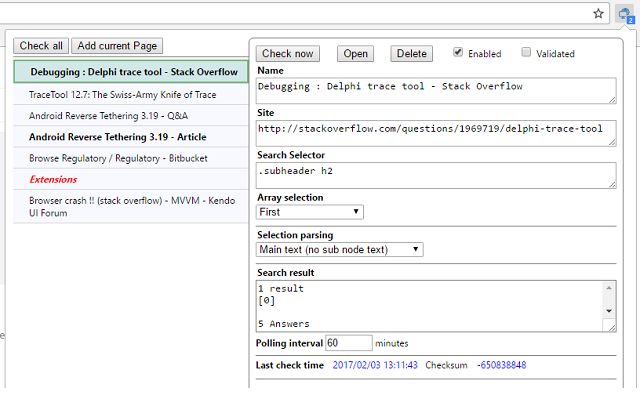 2
Check all Add current Page
Debugging : Delphi trace tool - Stack Overflow
TraceTool 12.7: The Swiss-Army Knife of Trace
Android Reverse Tethering 3.19 - Q&A
Android Reverse Tethering 3.19 - Article
Browse Regulatory / Regulatory - Bitbucket
Extensions
Browser crash !! (stack overflow) - MVVM - Kendo
UI Forum
Check now Open Delete Enabled Validated
Name
Debugging : Delphi trace tool - Stack Overflow
Site
http://stackoverflow.com/questions/1969719/delphi-trace-tool
Search Selector
.subheader h2
Array selection
First
Selection parsing
Main text (no sub node text)
Search result
1 result
[0]
5 Answers
Polling interval 60 minutes
Last check time 2017/02/03 13:11:43 Checksum -650838848